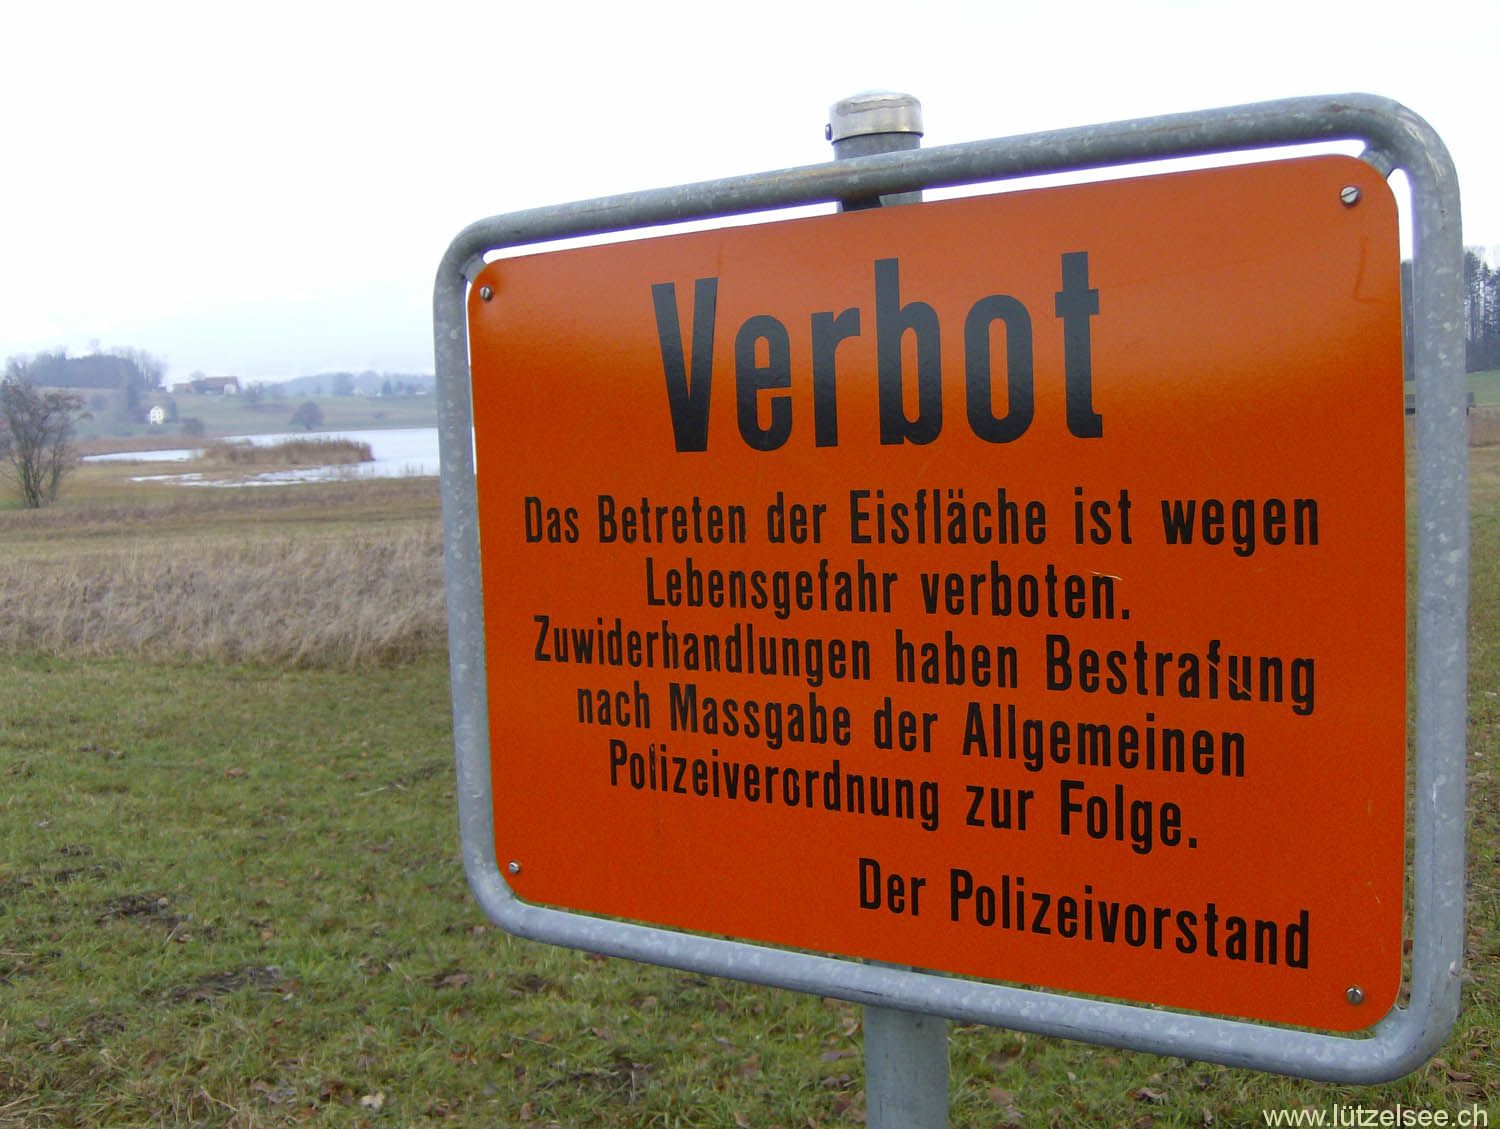 Verbot
Das Betreten der Eisfläche ist wegen
Lebensgefahr verboten.
Zuwiderhandlungen haben Bestrafung
nach Massgabe der Allgemeinen
Polizeiverordnung zur Folge.
Der Polizeivorstand
www.lützelsee.ch